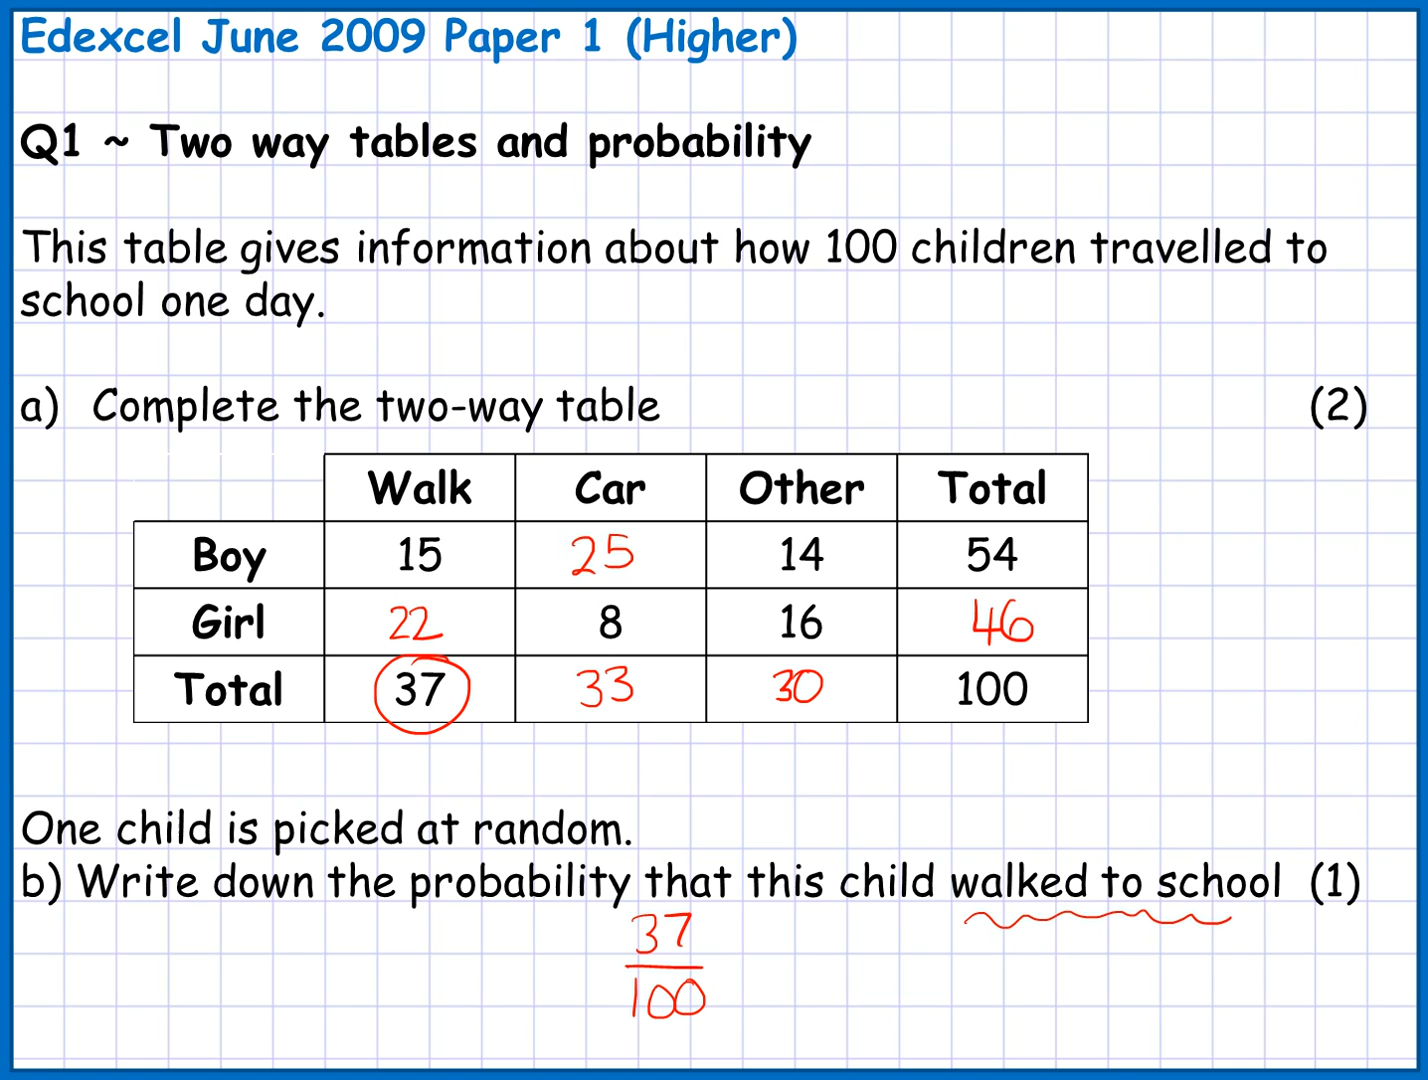 Edexcel June 2009 Paper 1 (Higher)
Q1 ~ Two way tables and probability
This table gives information about how 100 children travelled to
school one day.
a) Complete the two-way table (2)
Walk Car Other Total
Boy 15 25 14 54
Girl 22 8 16 46
Total 37 33 30 100
One child is picked at random.
b) Write down the probability that this child walked to school (1)
37
100